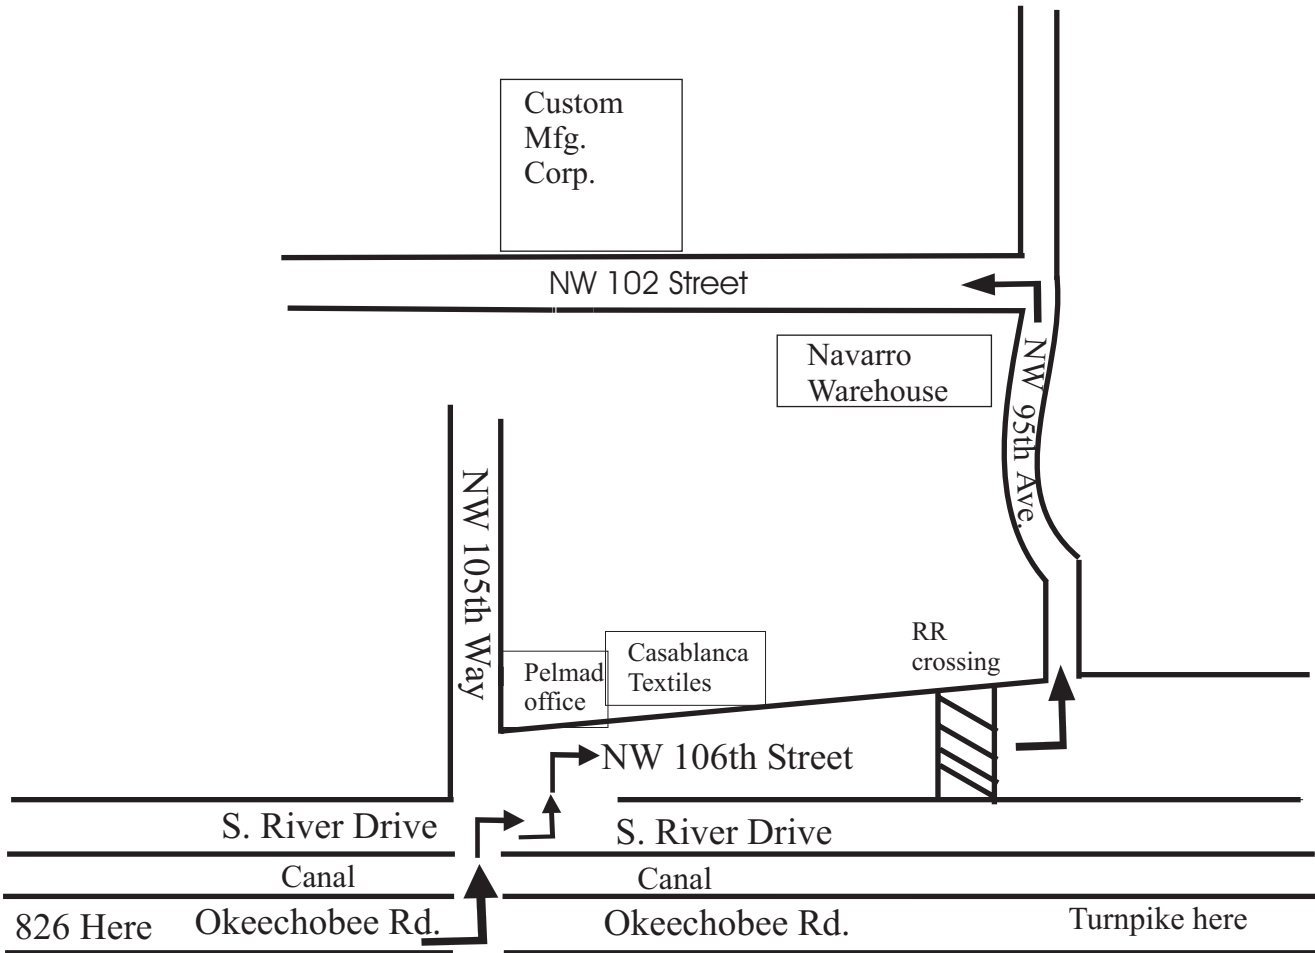 Custom
Mfg.
Corp.
NW 102 Street
Navarro
Warehouse
NW 95th Ave.
NW 105th Way
RR
crossing
Casablanca
Textiles
Pelmad
office
NW 106th Street
S. River Drive
S. River Drive
Canal
Canal
826 Here
Okeechobee Rd.
Okeechobee Rd.
Turnpike here